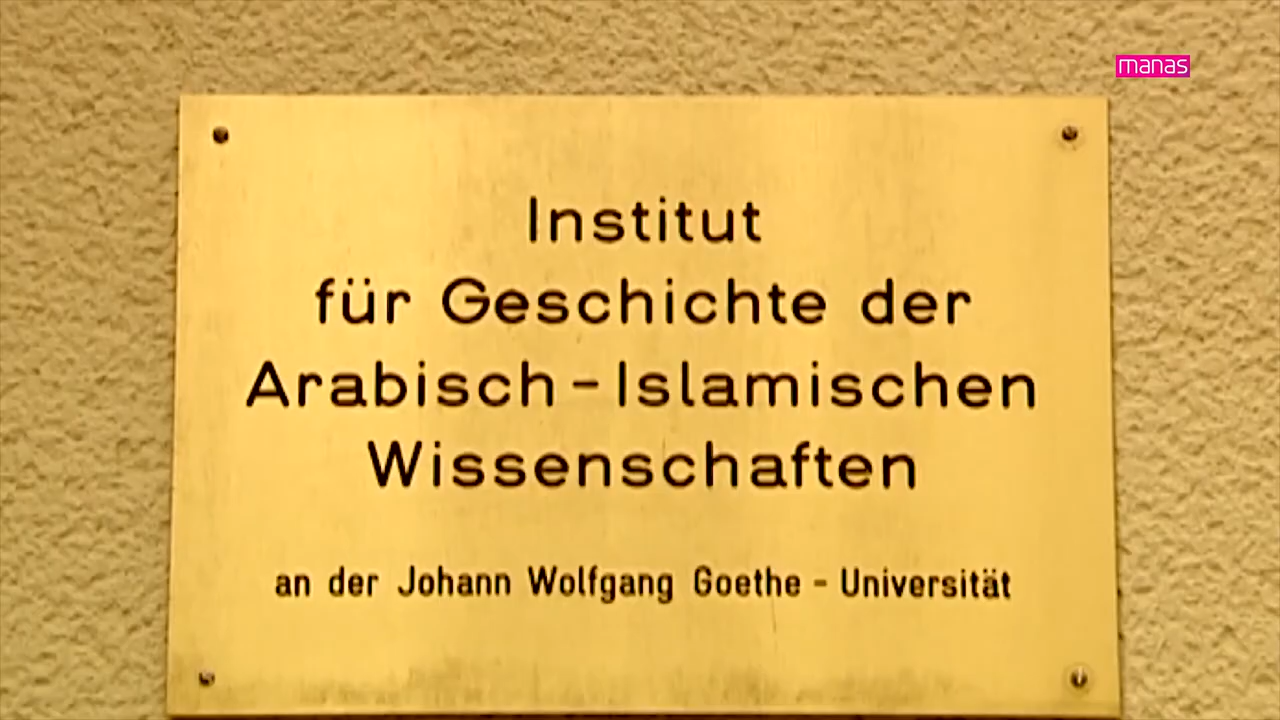 manas
Institut
für Geschichte der
Arabisch-Islamischen
Wissenschaften
an der Johann Wolfgang Goethe - Universität